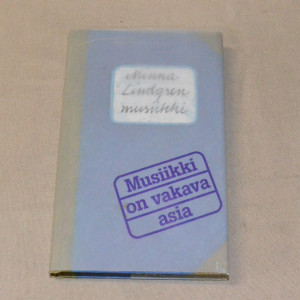 Minna
Lindgren
musiikki
Musiikki
on vakava
asia